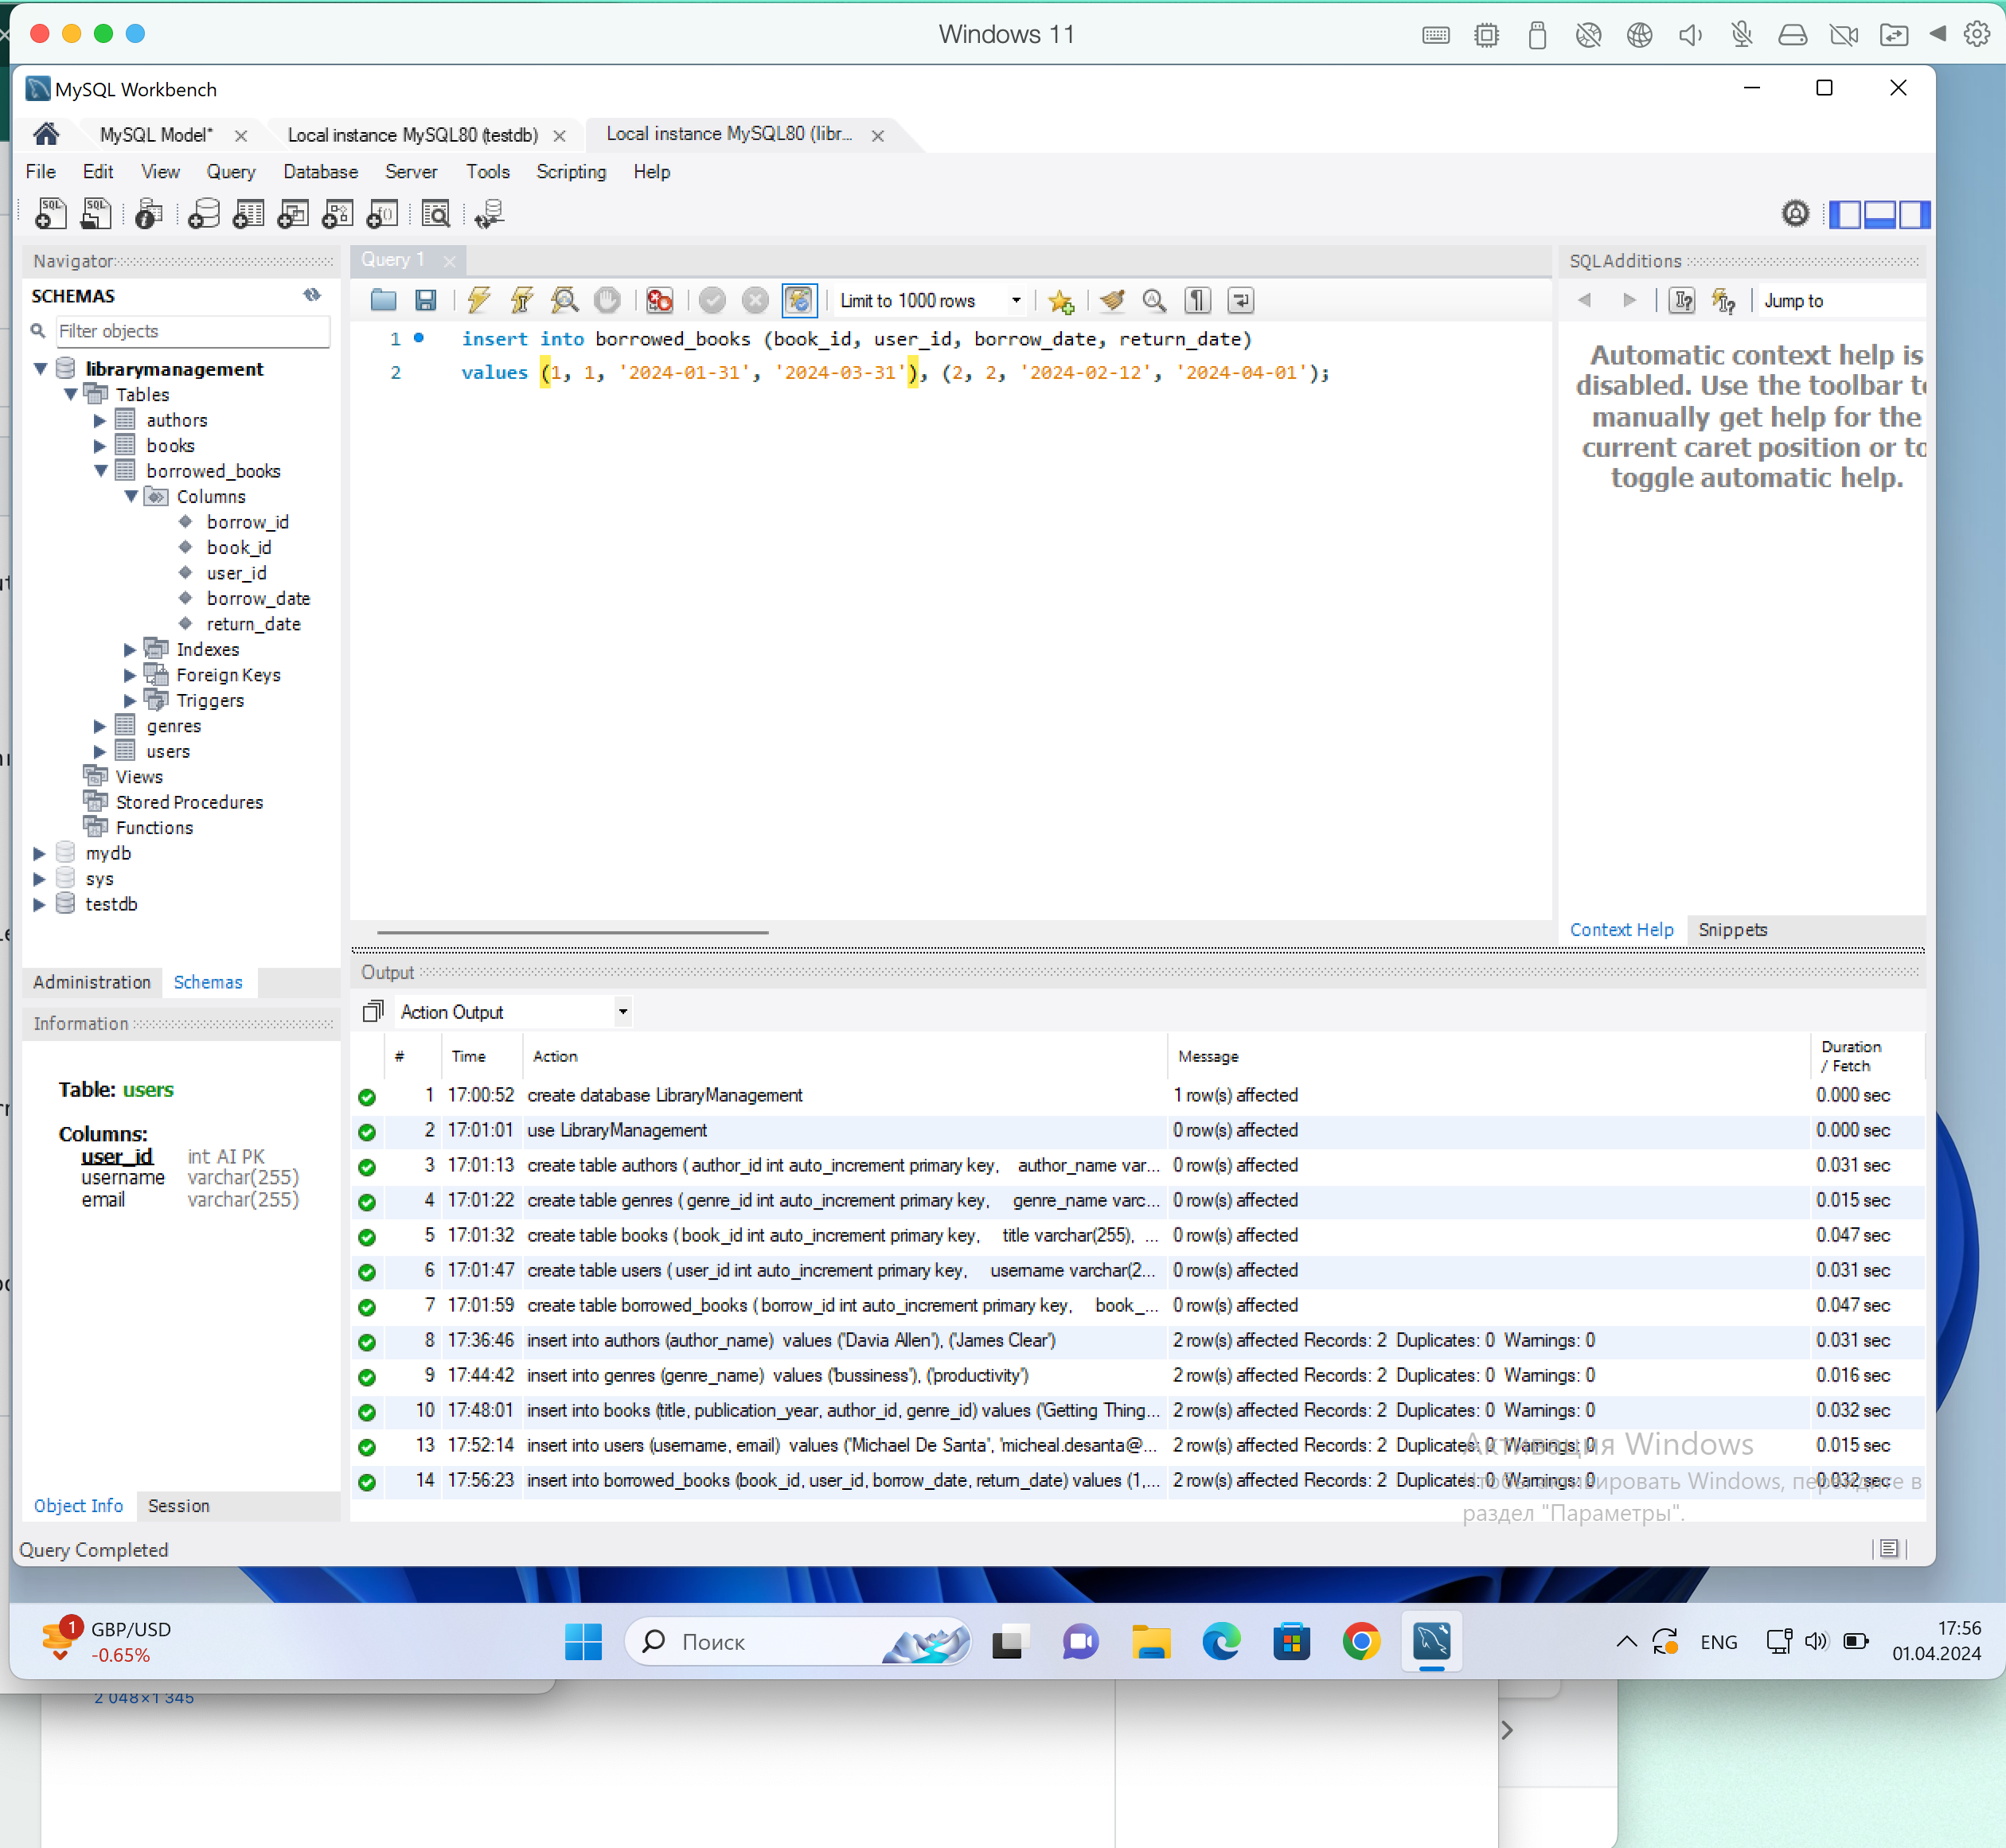 Windows 11
MySQL Workbench
MySQL Model*
Local instance MySQL80 (testdb)
Local instance MySQL80 (libr...
File Edit View Query Database Server Tools Scripting Help
Navigator
SCHEMAS
Filter objects
librarymanagement
Tables
authors
books
borrowed_books
Columns
borrow_id
book_id
user_id
borrow_date
return_date
Indexes
Foreign Keys
Triggers
genres
users
Views
Stored Procedures
Functions
mydb
sys
testdb
Administration Schemas
Information
Table: users
Columns:
user_id int AI PK
username varchar(255)
email varchar(255)
Object Info Session
Query Completed
Query 1
Limit to 1000 rows
1 insert into borrowed_books (book_id, user_id, borrow_date, return_date)
2 values (1, 1, '2024-01-31', '2024-03-31'), (2, 2, '2024-02-12', '2024-04-01');
SQLAdditions
Jump to
Automatic context help is
disabled. Use the toolbar to
manually get help for the
current caret position or to
toggle automatic help.
Context Help Snippets
Output
Action Output
# Time Action Message Duration / Fetch
1 17:00:52 create database LibraryManagement 1 row(s) affected 0.000 sec
2 17:01:01 use LibraryManagement 0 row(s) affected 0.000 sec
3 17:01:13 create table authors ( author_id int auto_increment primary key, author_name var... 0 row(s) affected 0.031 sec
4 17:01:22 create table genres ( genre_id int auto_increment primary key, genre_name varc... 0 row(s) affected 0.015 sec
5 17:01:32 create table books ( book_id int auto_increment primary key, title varchar(255), ... 0 row(s) affected 0.047 sec
6 17:01:47 create table users ( user_id int auto_increment primary key, username varchar(2... 0 row(s) affected 0.031 sec
7 17:01:59 create table borrowed_books ( borrow_id int auto_increment primary key, book_... 0 row(s) affected 0.047 sec
8 17:36:46 insert into authors (author_name) values ('Davia Allen'), ('James Clear') 2 row(s) affected Records: 2 Duplicates: 0 Warnings: 0 0.031 sec
9 17:44:42 insert into genres (genre_name) values ('bussiness'), ('productivity') 2 row(s) affected Records: 2 Duplicates: 0 Warnings: 0 0.016 sec
10 17:48:01 insert into books (title, publication_year, author_id, genre_id) values ('Getting Thing... 2 row(s) affected Records: 2 Duplicates: 0 Warnings: 0 0.032 sec
13 17:52:14 insert into users (username, email) values ('Michael De Santa', 'micheal.desanta@... 2 row(s) affected Records: 2 Duplicates: 0 Warnings: 0 0.015 sec
14 17:56:23 insert into borrowed_books (book_id, user_id, borrow_date, return_date) values (1,... 2 row(s) affected Records: 2 Duplicates: 0 Warnings: 0 0.032 sec
Активация Windows
Чтобы активировать Windows, перейдите в
раздел "Параметры".
1
GBP/USD
-0.65%
Поиск
ENG
17:56
01.04.2024
2 048×1 345